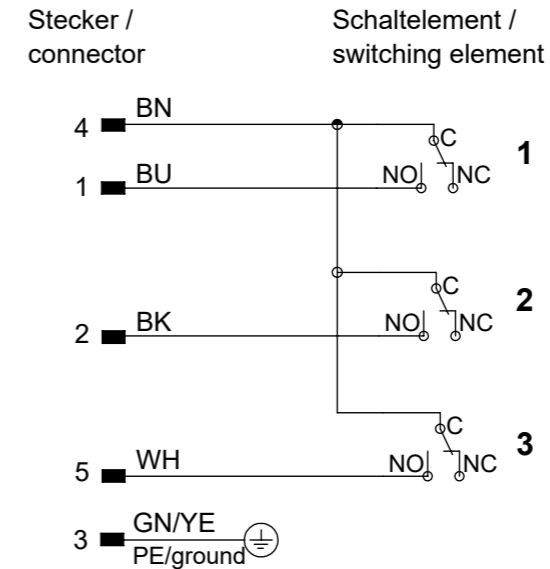 Stecker /
connector
Schaltelement /
switching element
4 BN
C
1
1 BU
NO NC
C
2
2 BK
NO NC
C
3
5 WH
NO NC
3 GN/YE
PE/ground